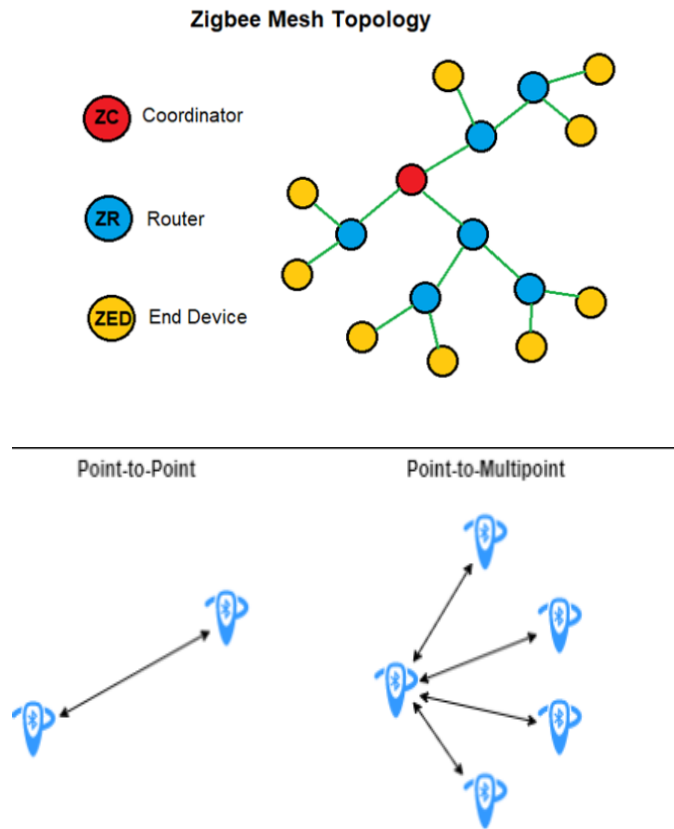 Zigbee Mesh Topology
ZC Coordinator
ZR Router
ZED End Device
Point-to-Point
Point-to-Multipoint